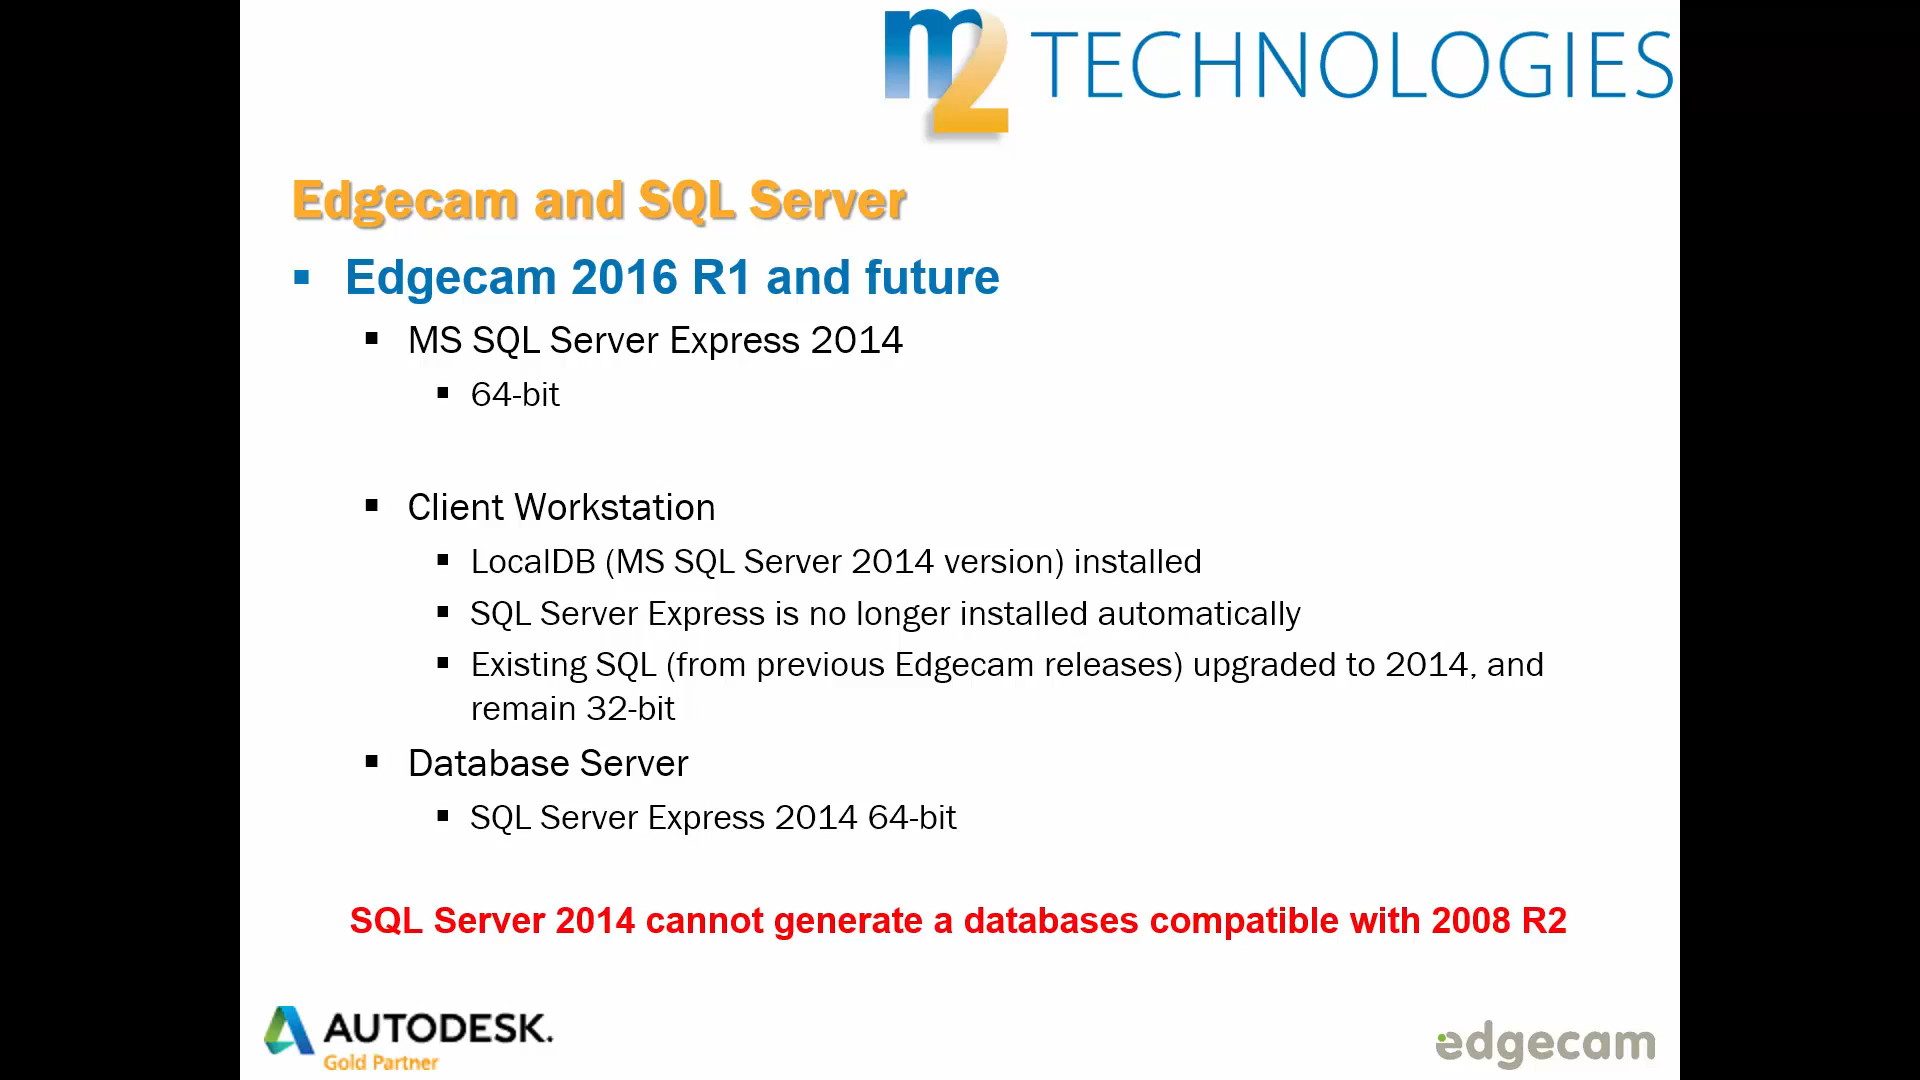 m2 TECHNOLOGIES
Edgecam and SQL Server
Edgecam 2016 R1 and future
MS SQL Server Express 2014
64-bit
Client Workstation
LocalDB (MS SQL Server 2014 version) installed
SQL Server Express is no longer installed automatically
Existing SQL (from previous Edgecam releases) upgraded to 2014, and
remain 32-bit
Database Server
SQL Server Express 2014 64-bit
SQL Server 2014 cannot generate a databases compatible with 2008 R2
AUTODESK.
Gold Partner
edgecam